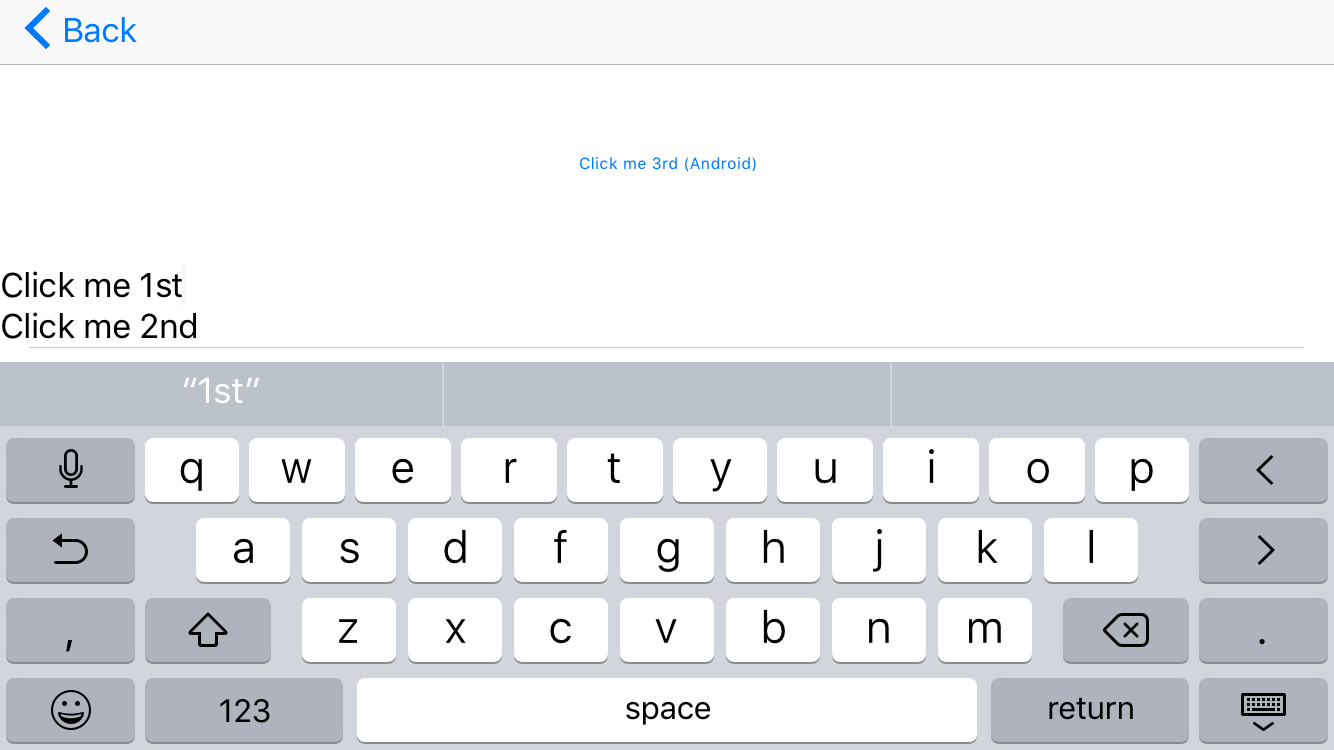 Back
Click me 3rd (Android)
Click me 1st
Click me 2nd
“1st”
q w e r t y u i o p
a s d f g h j k l
, z x c v b n m .
123 space return